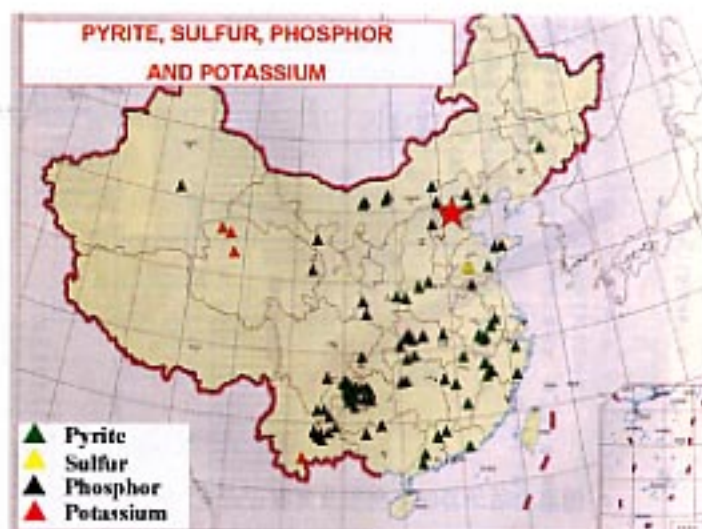 PYRITE, SULFUR, PHOSPHOR
AND POTASSIUM
Pyrite
Sulfur
Phosphor
Potassium